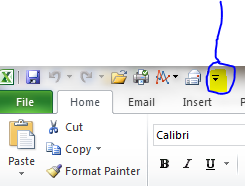 File Home Email Insert
Cut
Copy
Paste
Format Painter
Calibri
B I U